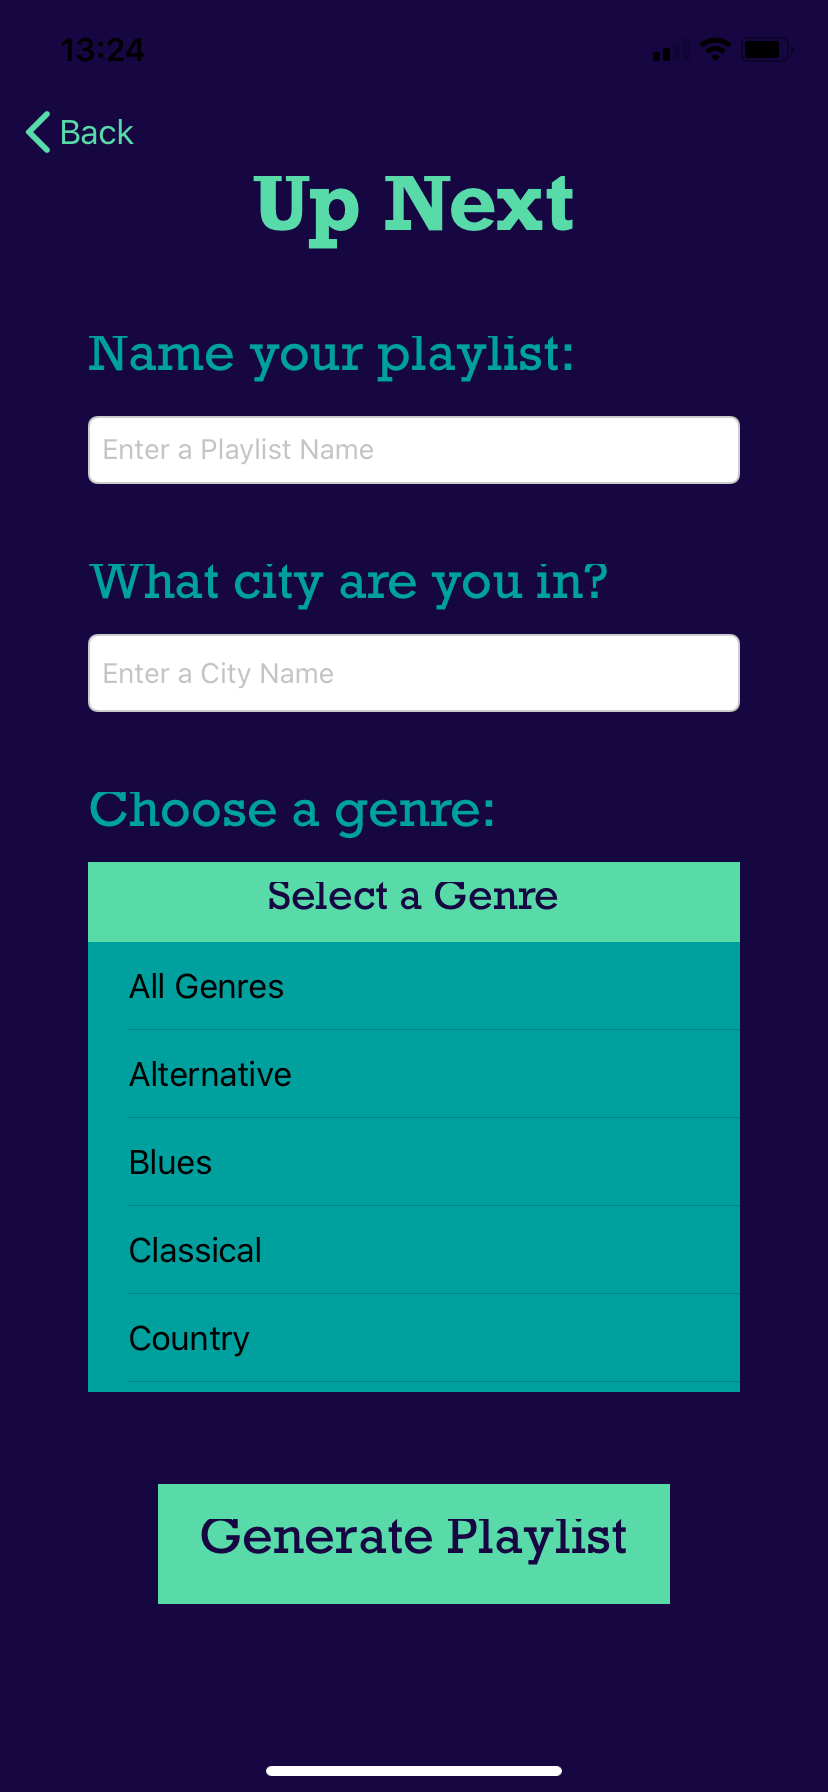 13:24
Back
Up Next
Name your playlist:
Enter a Playlist Name
What city are you in?
Enter a City Name
Choose a genre:
Select a Genre
All Genres
Alternative
Blues
Classical
Country
Generate Playlist